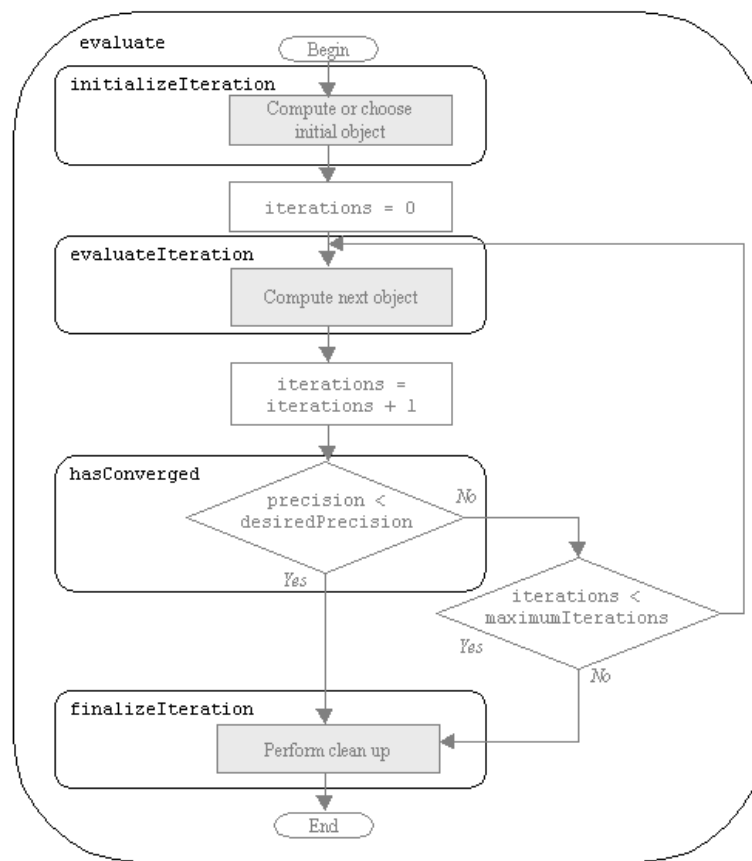 evaluate
Begin
initializeIteration
Compute or choose
initial object
iterations = 0
evaluateIteration
Compute next object
iterations =
iterations + 1
hasConverged
precision <
desiredPrecision
No
Yes
iterations <
maximumIterations
Yes
No
finalizeIteration
Perform clean up
End